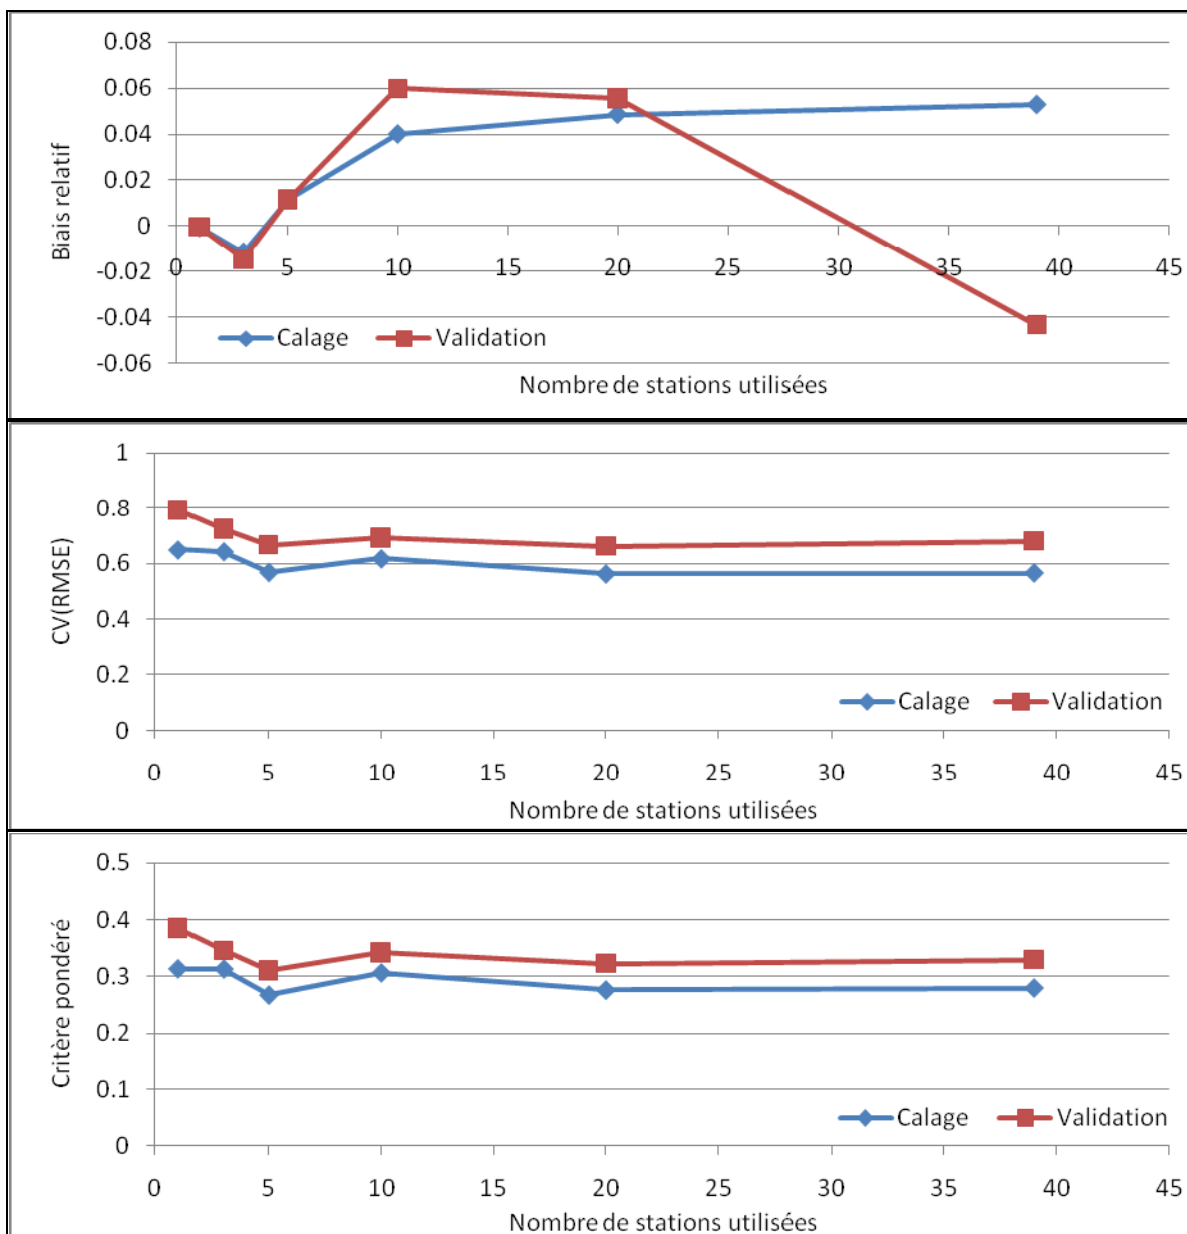 0.08
0.06
0.04
0.02
0
-0.02
-0.04
-0.06
Biais relatif
0 5 10 15 20 25 30 35 40 45
Calage Validation
Nombre de stations utilisées
1
0.8
0.6
0.4
0.2
0
CV(RMSE)
Calage Validation
0 5 10 15 20 25 30 35 40 45
Nombre de stations utilisées
0.5
0.4
0.3
0.2
0.1
0
Critère pondéré
Calage Validation
0 5 10 15 20 25 30 35 40 45
Nombre de stations utilisées